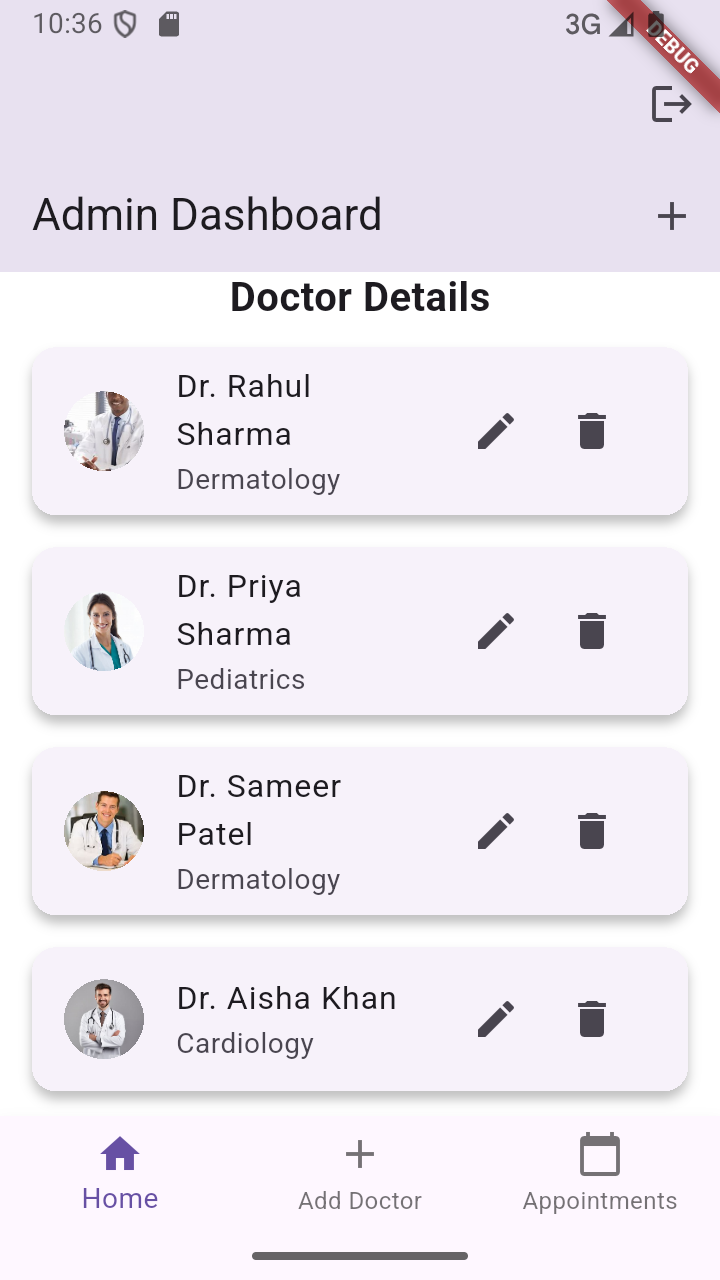 10:36
3G
DEBUG
Admin Dashboard
Doctor Details
Dr. Rahul
Sharma
Dermatology
Dr. Priya
Sharma
Pediatrics
Dr. Sameer
Patel
Dermatology
Dr. Aisha Khan
Cardiology
Home
Add Doctor
Appointments